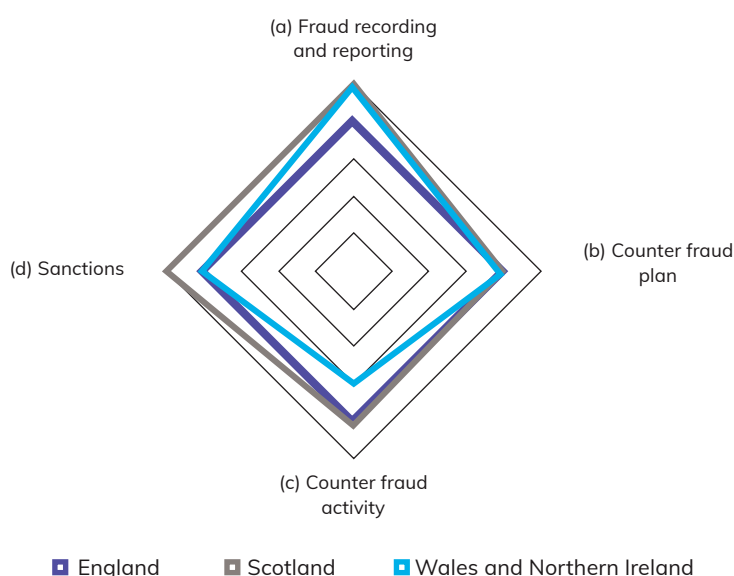 (a) Fraud recording
and reporting
(b) Counter fraud
plan
(d) Sanctions
(c) Counter fraud
activity
England Scotland Wales and Northern Ireland